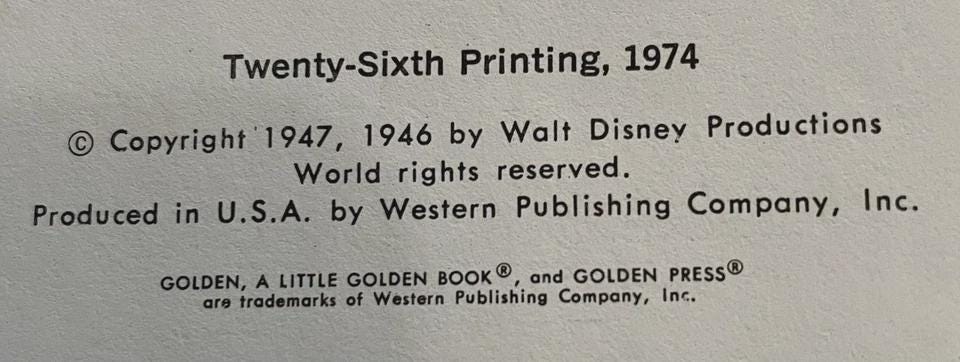 Twenty-Sixth Printing, 1974
© Copyright 1947, 1946 by Walt Disney Productions
World rights reserved.
Produced in U.S.A. by Western Publishing Company, Inc.
GOLDEN, A LITTLE GOLDEN BOOK®, and GOLDEN PRESS®
are trademarks of Western Publishing Company, Inc.